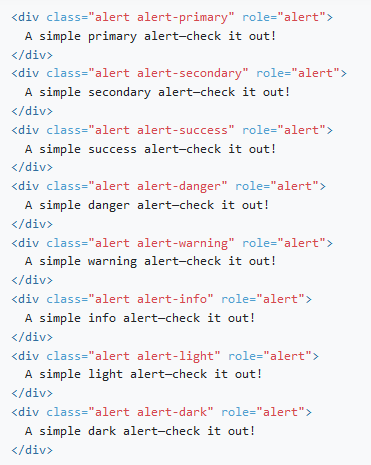 <div class="alert alert-primary" role="alert">
  A simple primary alert—check it out!
</div>
<div class="alert alert-secondary" role="alert">
  A simple secondary alert—check it out!
</div>
<div class="alert alert-success" role="alert">
  A simple success alert—check it out!
</div>
<div class="alert alert-danger" role="alert">
  A simple danger alert—check it out!
</div>
<div class="alert alert-warning" role="alert">
  A simple warning alert—check it out!
</div>
<div class="alert alert-info" role="alert">
  A simple info alert—check it out!
</div>
<div class="alert alert-light" role="alert">
  A simple light alert—check it out!
</div>
<div class="alert alert-dark" role="alert">
  A simple dark alert—check it out!
</div>